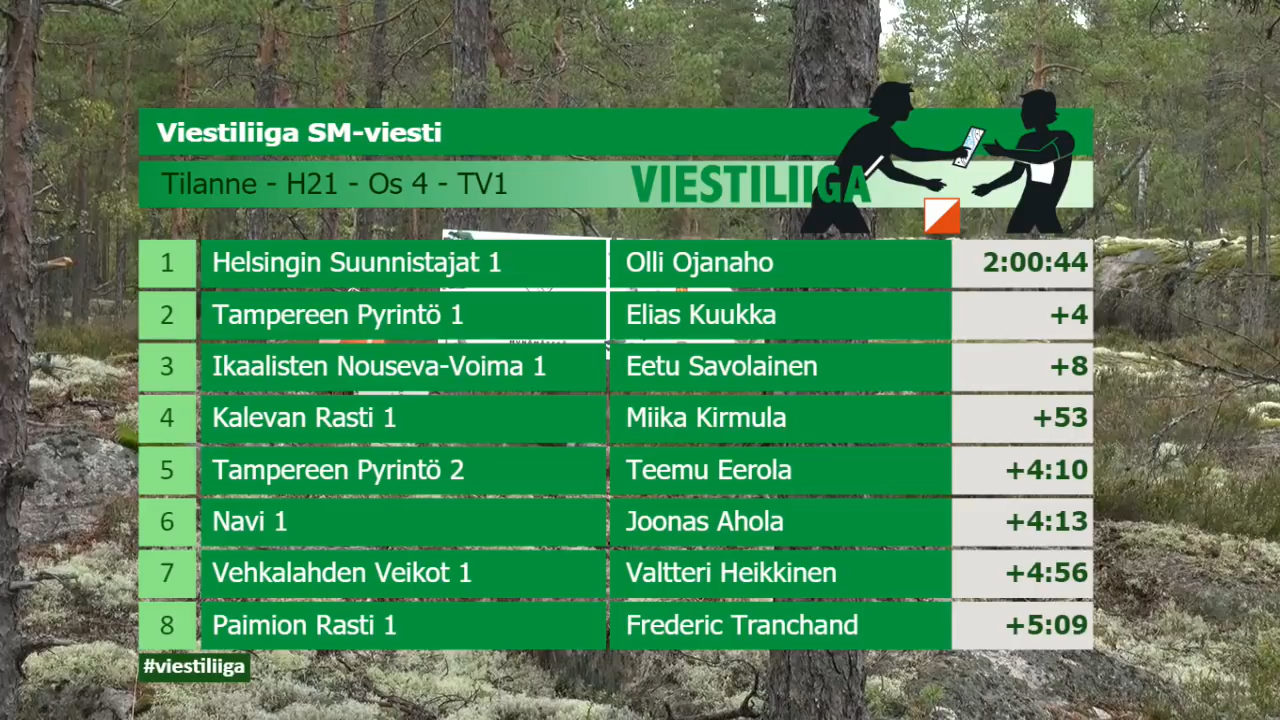 Viestiliiga SM-viesti
Tilanne - H21 - Os 4 - TV1
VIESTILIIGA
1 Helsingin Suunnistajat 1 Olli Ojanaho 2:00:44
2 Tampereen Pyrintö 1 Elias Kuukka +4
3 Ikaalisten Nouseva-Voima 1 Eetu Savolainen +8
4 Kalevan Rasti 1 Miika Kirmula +53
5 Tampereen Pyrintö 2 Teemu Eerola +4:10
6 Navi 1 Joonas Ahola +4:13
7 Vehkalahden Veikot 1 Valtteri Heikkinen +4:56
8 Paimion Rasti 1 Frederic Tranchand +5:09
#viestiliiga